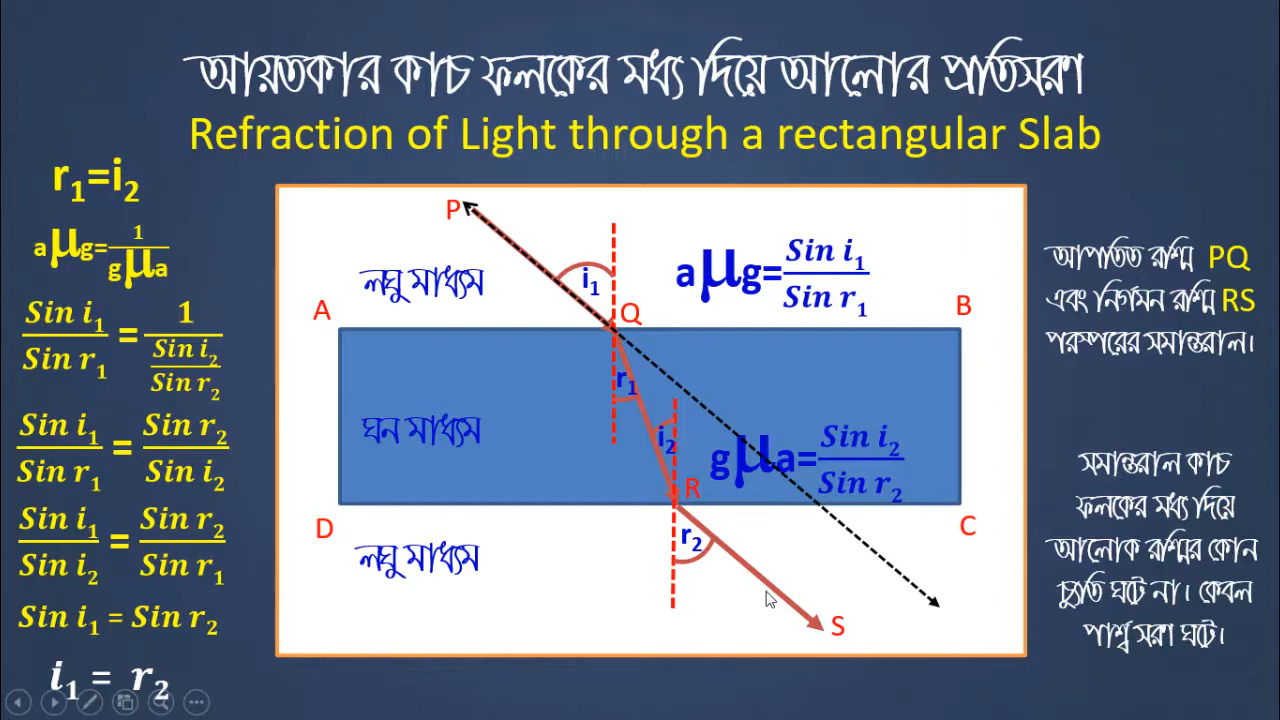 আয়তকার কাচ ফলকের মধ্য দিয়ে আলোর প্রতিসরণ
Refraction of Light through a rectangular Slab
r₁=i₂
aμg=1/gμa
Sin i₁/Sin r₁ = 1/(Sin i₂/Sin r₂)
Sin i₁/Sin r₁ = Sin r₂/Sin i₂
Sin i₁/Sin i₂ = Sin r₂/Sin r₁
Sin i₁ = Sin r₂
i₁ = r₂
P
লঘু মাধ্যম
i₁
aμg=Sin i₁/Sin r₁
A
Q
B
r₁
ঘন মাধ্যম
i₂
gμa=Sin i₂/Sin r₂
R
D
C
r₂
লঘু মাধ্যম
S
আপতিত রশ্মি PQ
এবং নির্গমন রশ্মি RS
পরস্পরের সমান্তরাল।
সমান্তরাল কাচ
ফলকের মধ্য দিয়ে
আলোক রশ্মির কোন
চ্যুতি ঘটে না। কেবল
পার্শ্ব সরণ ঘটে।